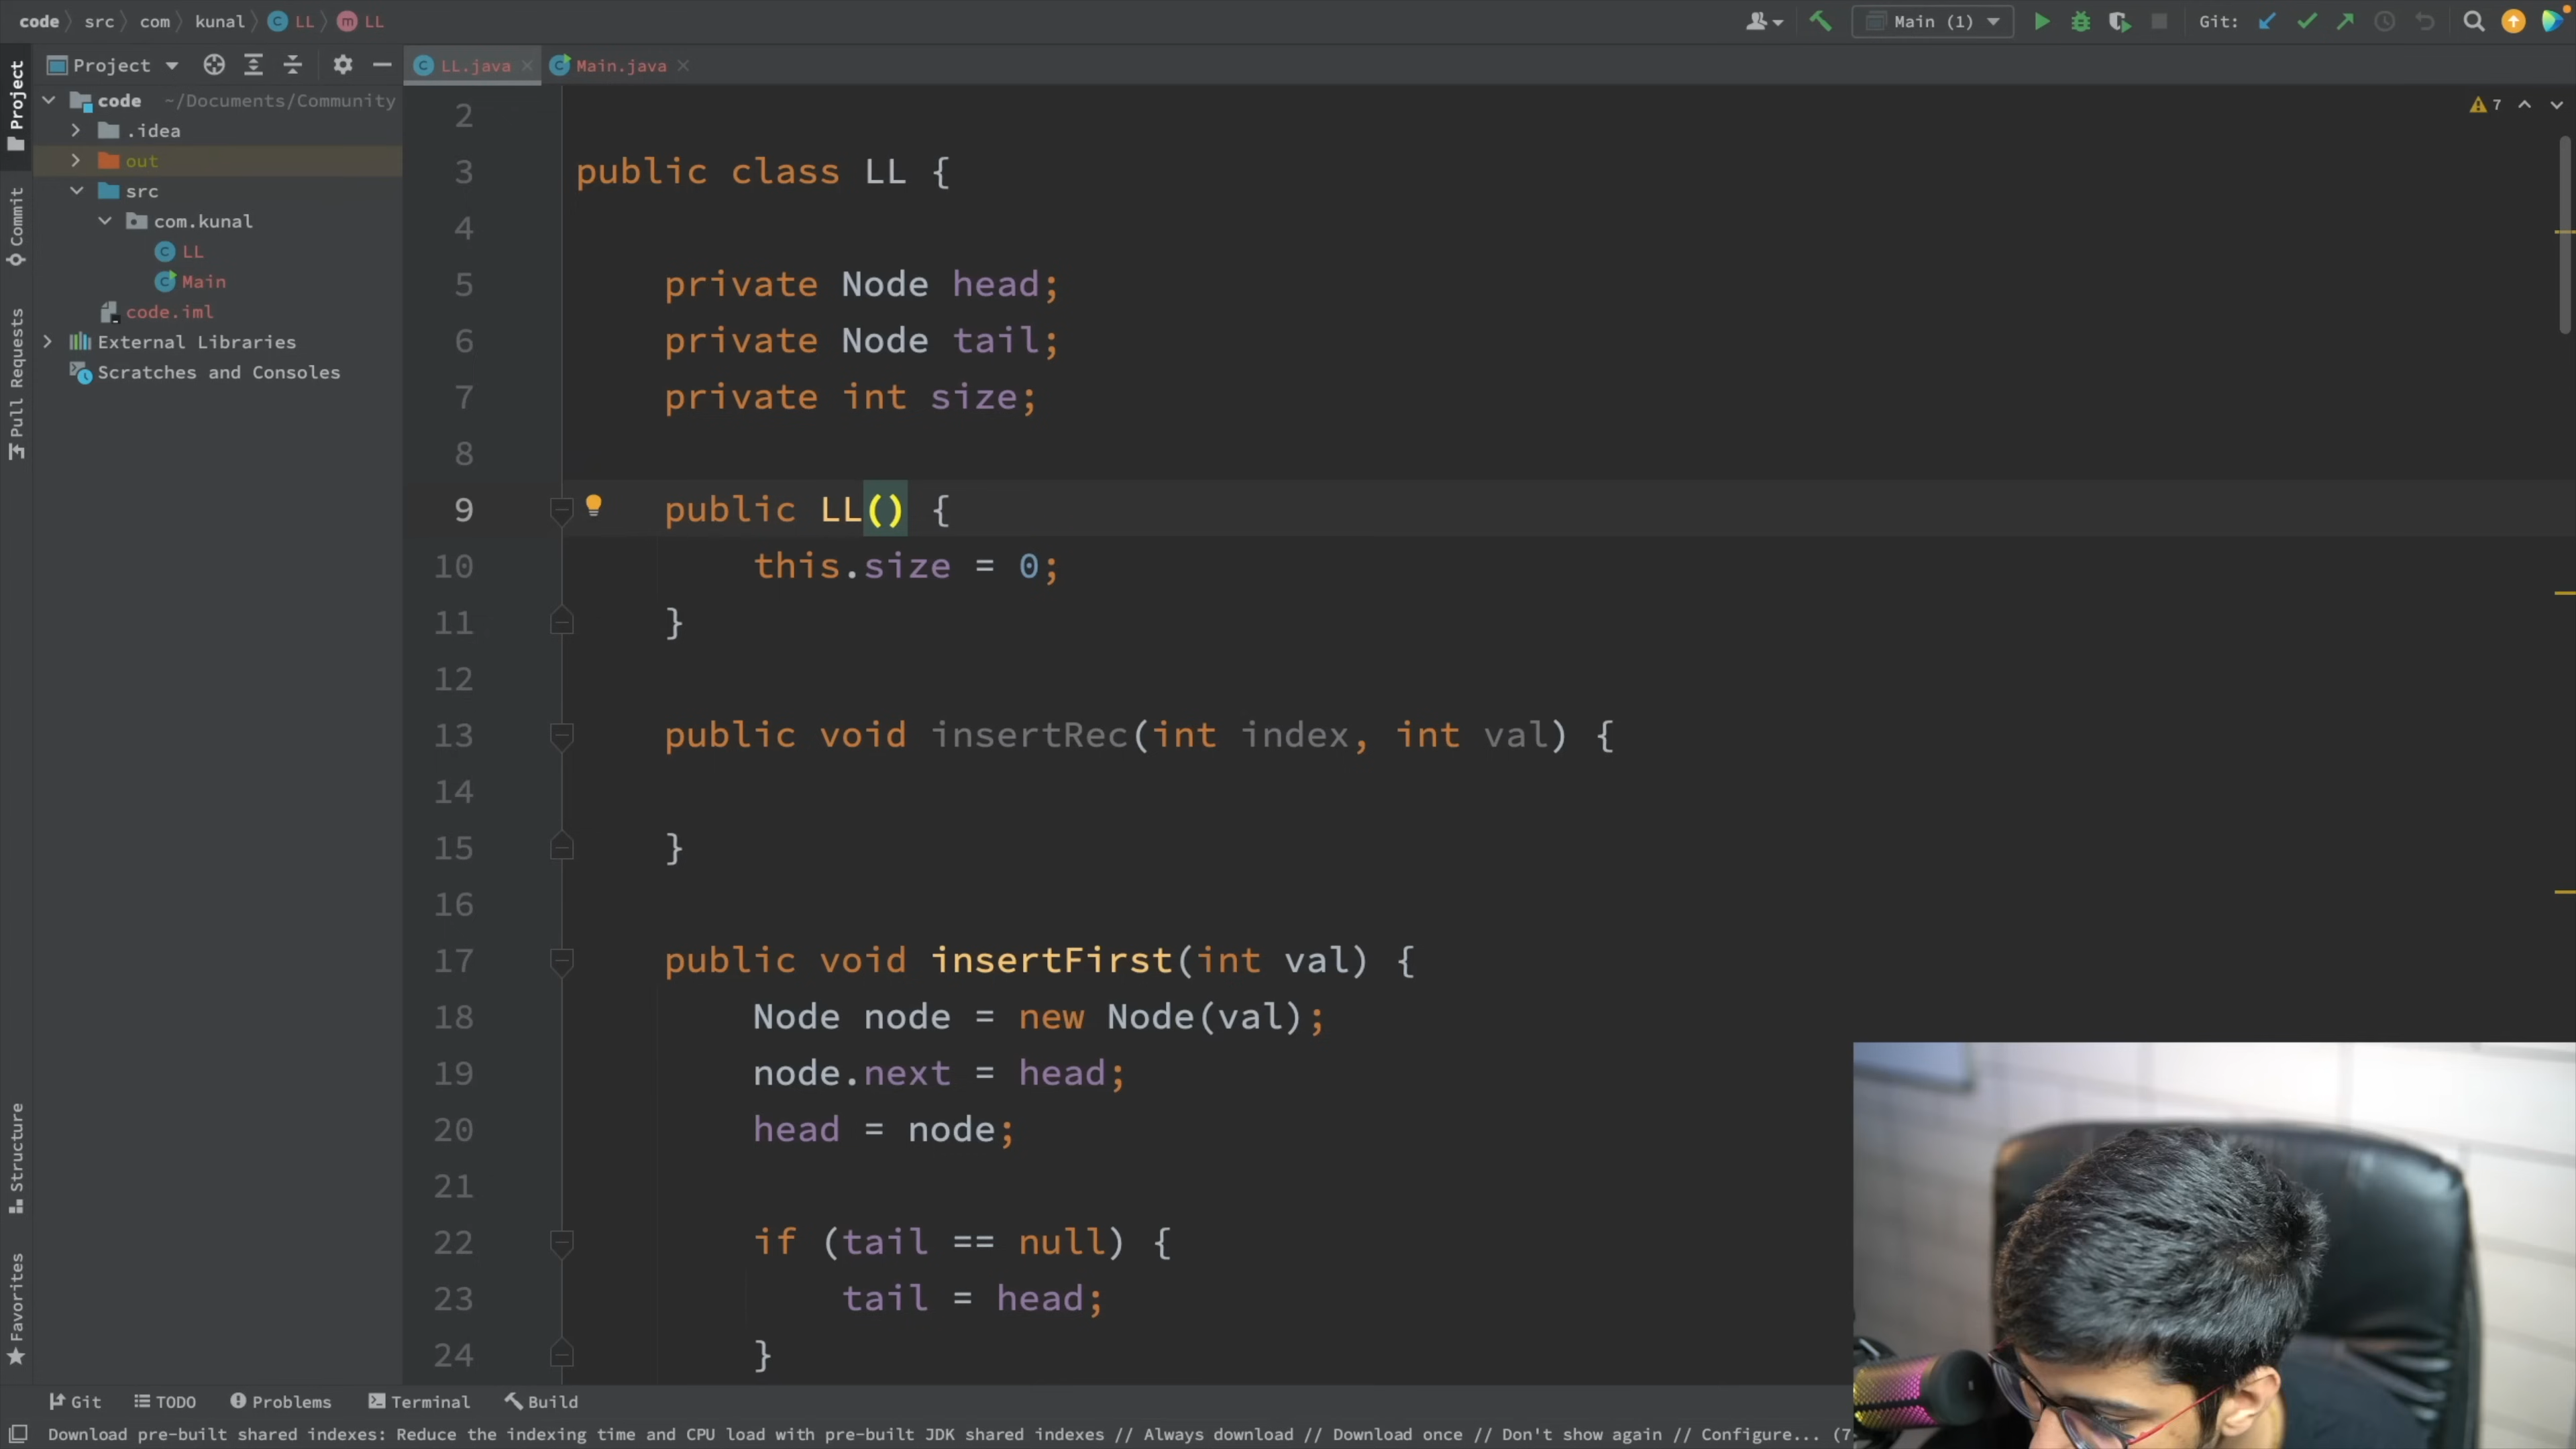 code src com kunal LL LL Main (1) Git:
Project LL.java Main.java
Project
Commit
Pull Requests
Structure
Favorites
code ~/Documents/Community
.idea
out
src
com.kunal
LL
Main
code.iml
External Libraries
Scratches and Consoles
7
2
3 public class LL {
4
5 private Node head;
6 private Node tail;
7 private int size;
8
9 public LL() {
10 this.size = 0;
11 }
12
13 public void insertRec(int index, int val) {
14
15 }
16
17 public void insertFirst(int val) {
18 Node node = new Node(val);
19 node.next = head;
20 head = node;
21
22 if (tail == null) {
23 tail = head;
24 }
Git TODO Problems Terminal Build
Download pre-built shared indexes: Reduce the indexing time and CPU load with pre-built JDK shared indexes // Always download // Download once // Don't show again // Configure... (7